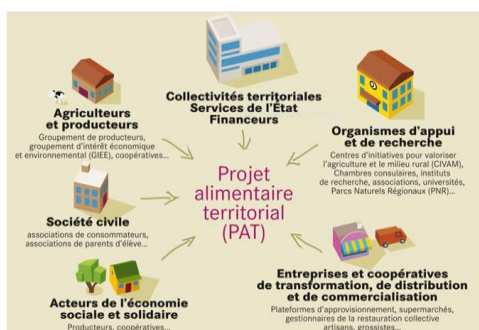 Collectivités territoriales
Services de l'État
Financeurs
Agriculteurs
et producteurs
Groupement de producteurs,
groupement d'intérêt économique
et environnemental (GIEE), coopératives...
Organismes d'appui
et de recherche
Centres d'initiatives pour valoriser
l'agriculture et le milieu rural (CIVAM),
Chambres consulaires, instituts
de recherche, associations, universités,
Parcs Naturels Régionaux (PNR)...
Projet
alimentaire
territorial
(PAT)
Société civile
associations de consommateurs,
associations de parents d'élève...
Acteurs de l'économie
sociale et solidaire
Producteurs, coopératives...
Entreprises et coopératives
de transformation, de distribution
et de commercialisation
Plateformes d'approvisionnement, supermarchés,
gestionnaires de la restauration collective
artisans, grossistes...